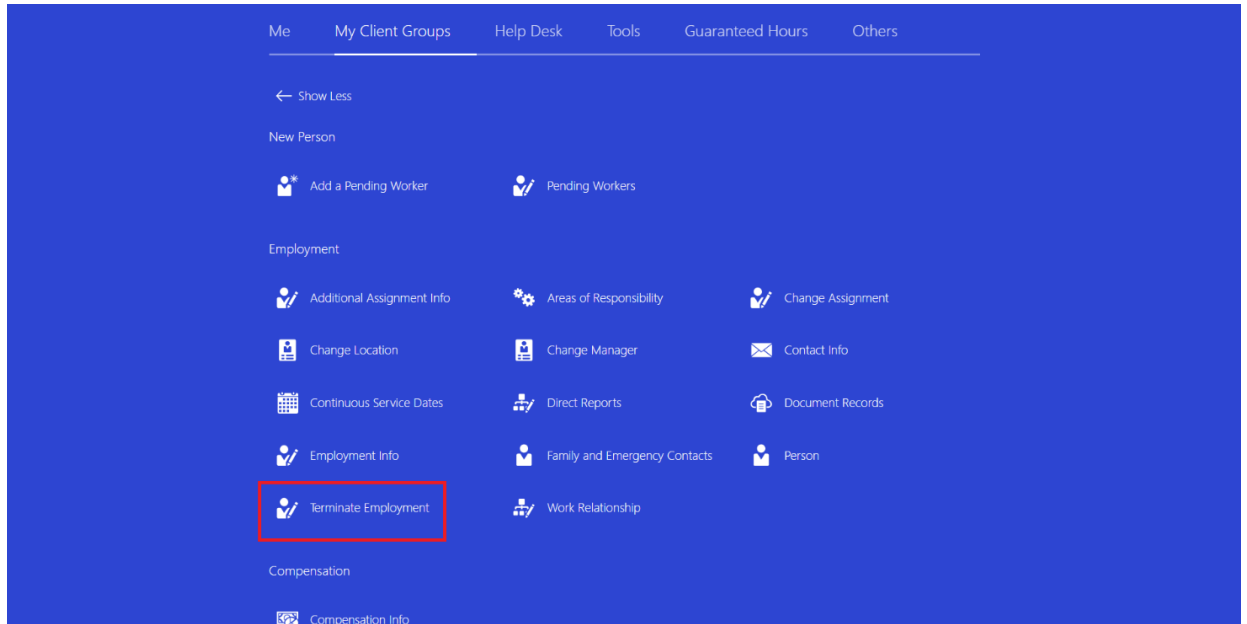 Me My Client Groups Help Desk Tools Guaranteed Hours Others
Show Less
New Person
Add a Pending Worker Pending Workers
Employment
Additional Assignment Info Areas of Responsibility Change Assignment
Change Location Change Manager Contact Info
Continuous Service Dates Direct Reports Document Records
Employment Info Family and Emergency Contacts Person
Terminate Employment Work Relationship
Compensation
Compensation Info